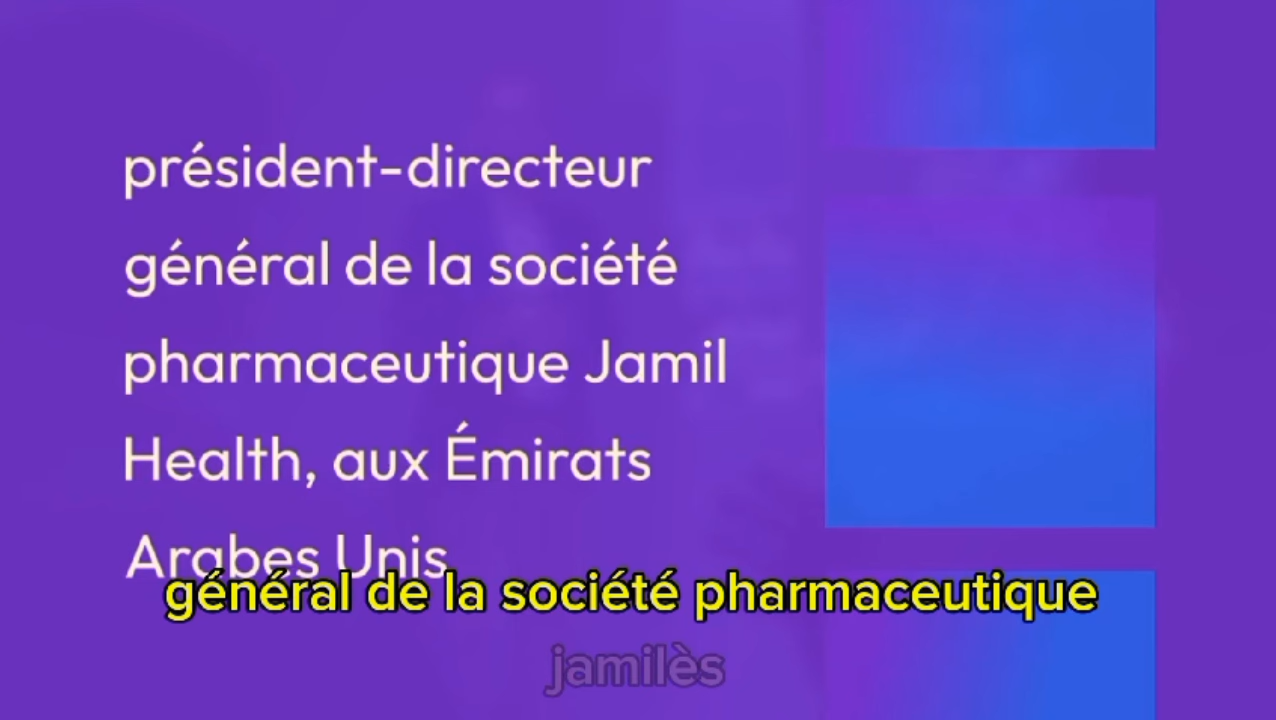 président-directeur
général de la société
pharmaceutique Jamil
Health, aux Émirats
Arabes Unis
général de la société pharmaceutique
jamilès